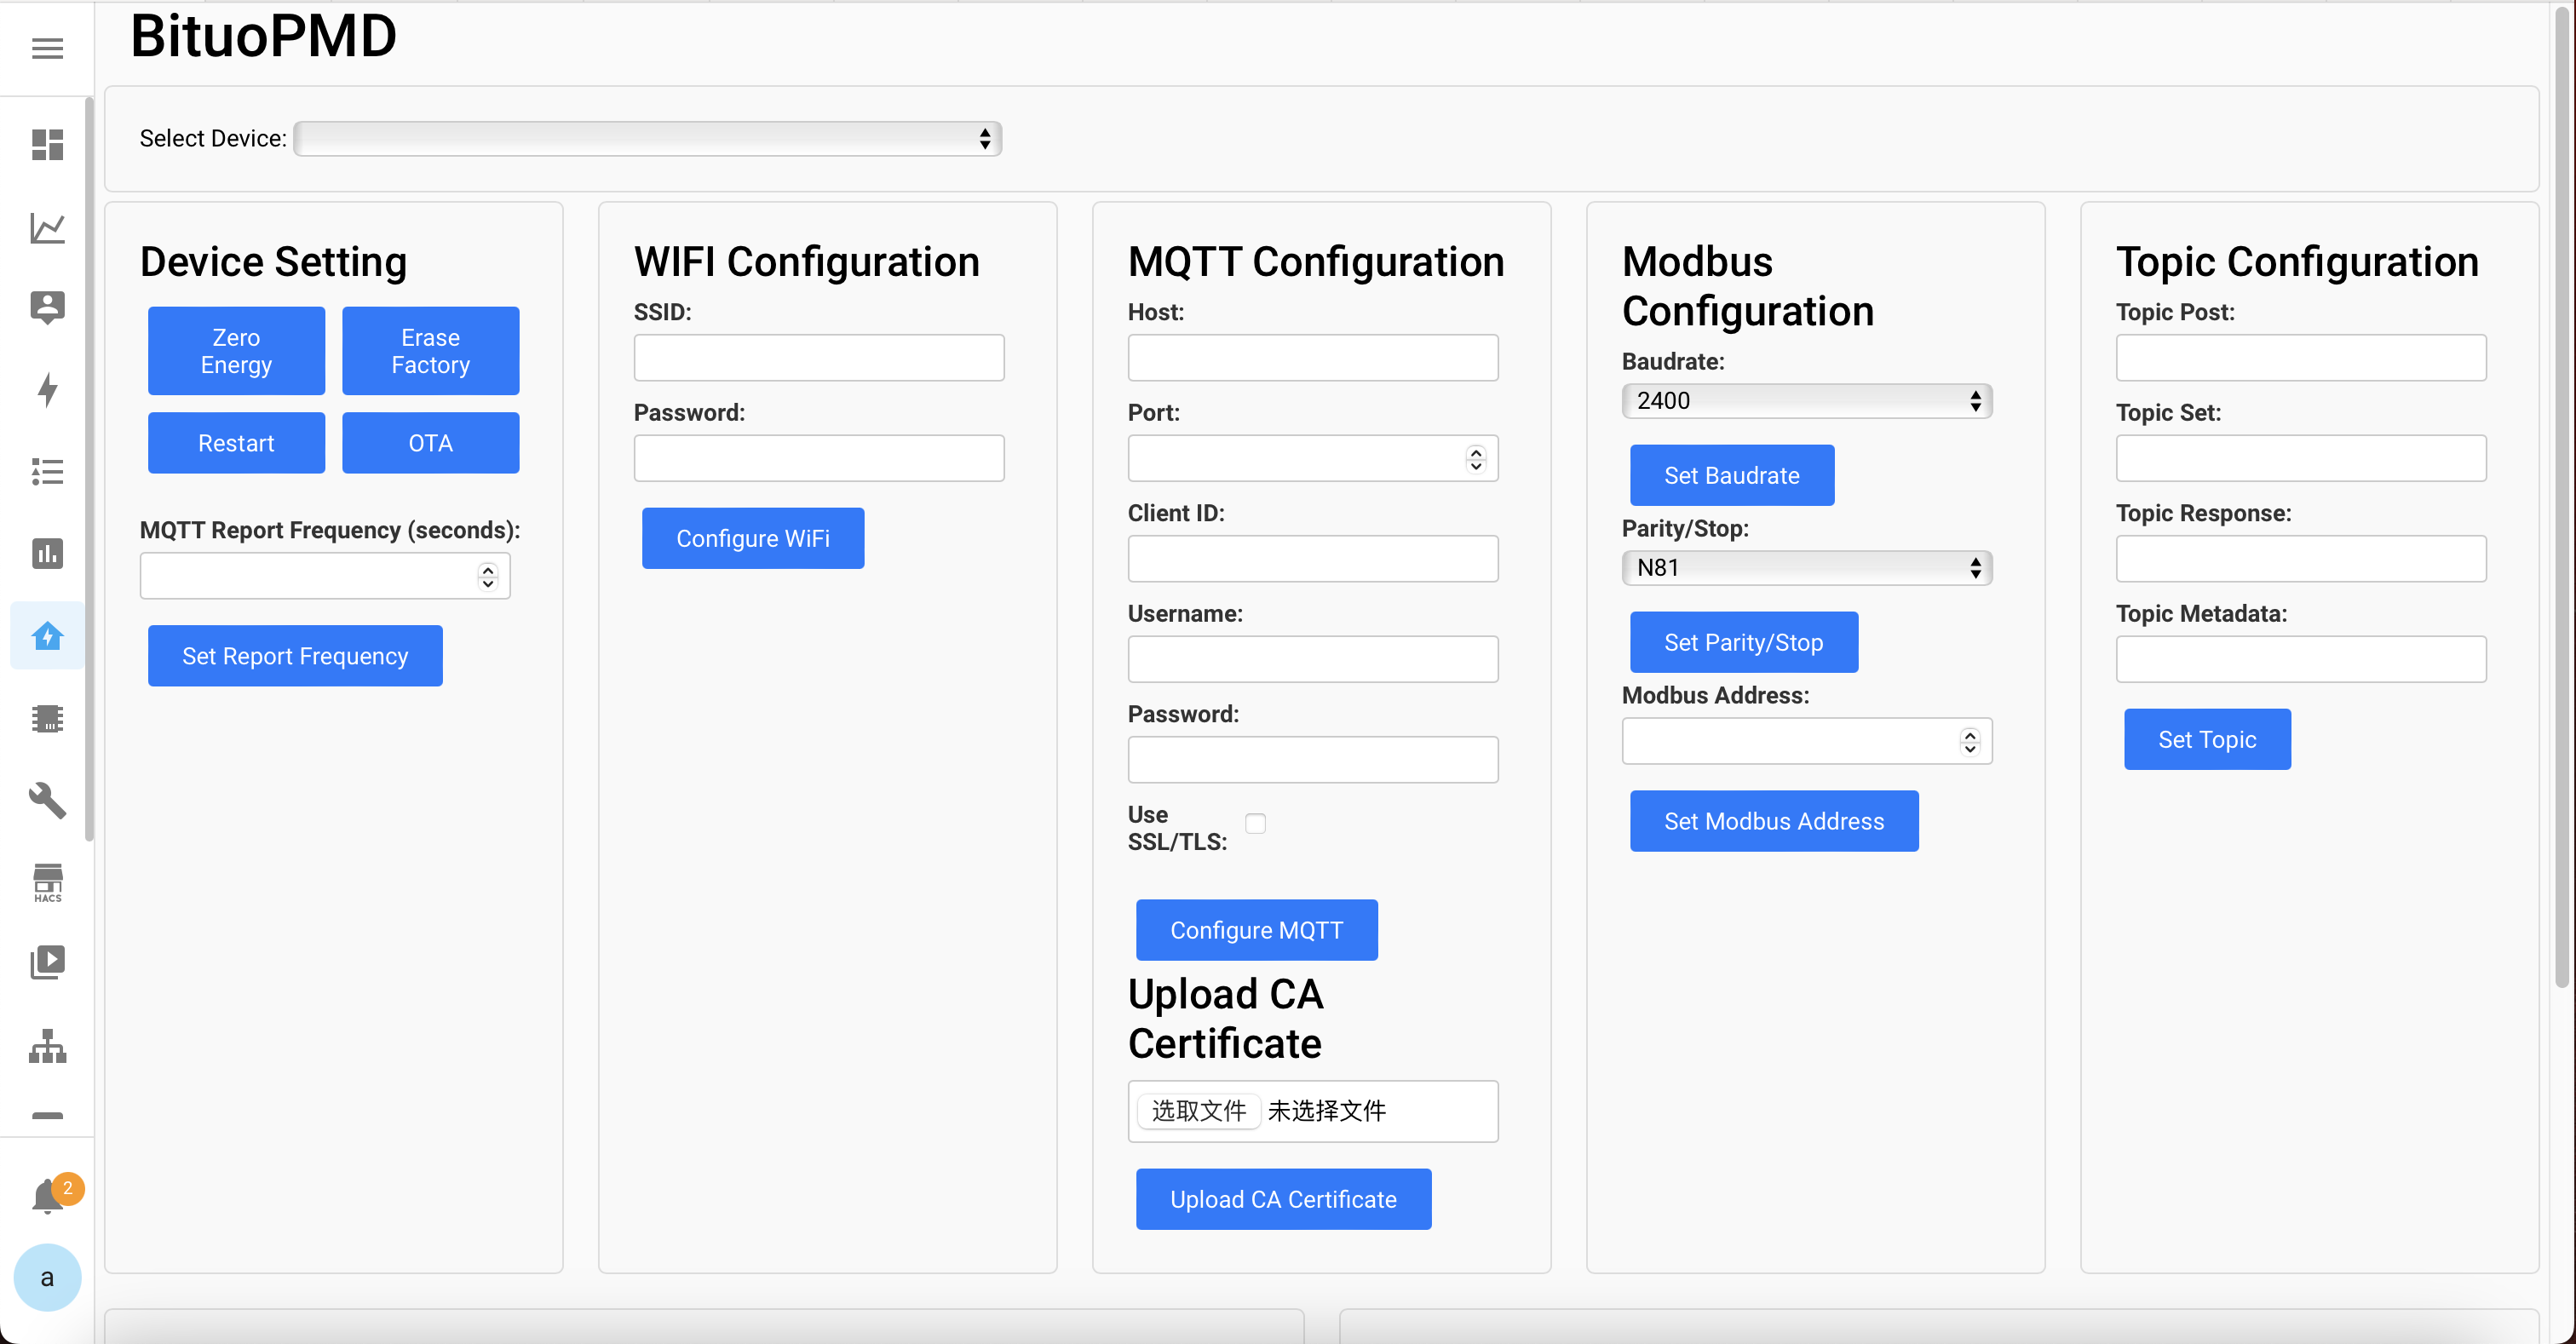 BituoPMD
Select Device:
Device Setting
Zero
Energy
Erase
Factory
Restart
OTA
MQTT Report Frequency (seconds):
Set Report Frequency
WIFI Configuration
SSID:
Password:
Configure WiFi
MQTT Configuration
Host:
Port:
Client ID:
Username:
Password:
Use
SSL/TLS:
Configure MQTT
Upload CA
Certificate
选取文件 未选择文件
Upload CA Certificate
Modbus
Configuration
Baudrate:
2400
Set Baudrate
Parity/Stop:
N81
Set Parity/Stop
Modbus Address:
Set Modbus Address
Topic Configuration
Topic Post:
Topic Set:
Topic Response:
Topic Metadata:
Set Topic
HACS
2
a